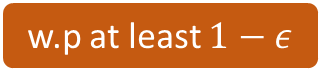 w.p at least 1 − ϵ